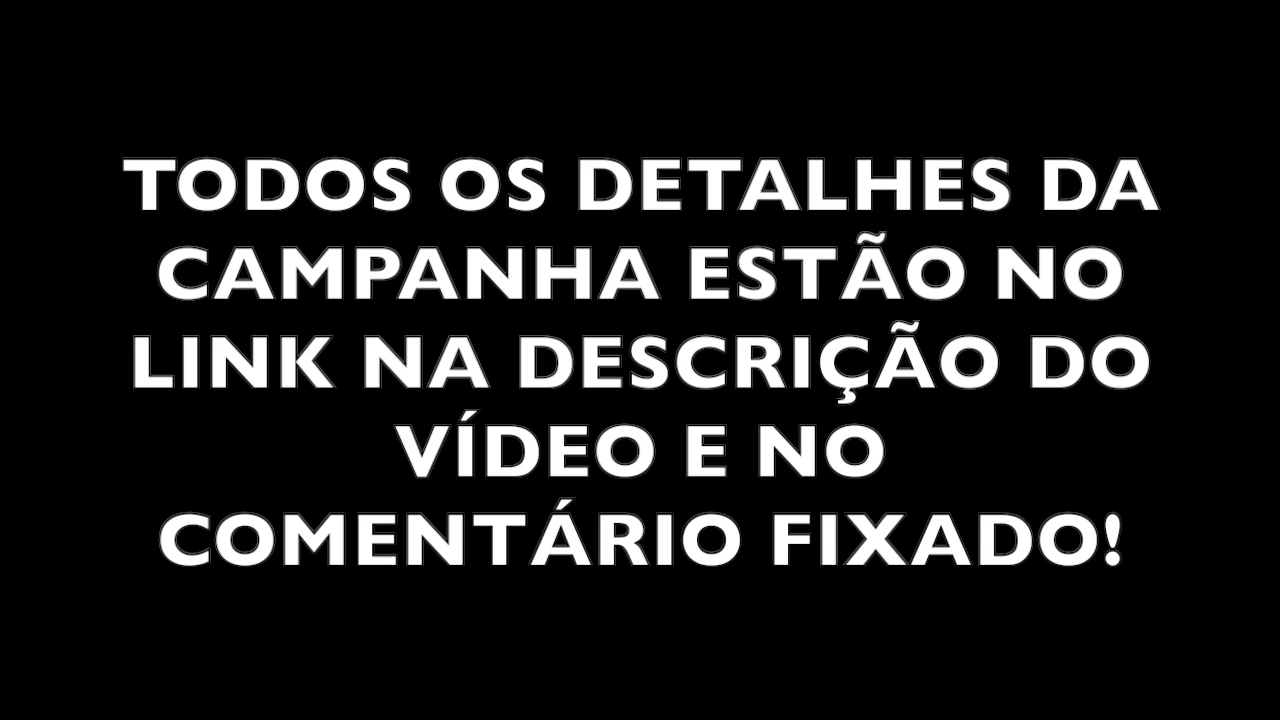 TODOS OS DETALHES DA
CAMPANHA ESTÃO NO
LINK NA DESCRIÇÃO DO
VÍDEO E NO
COMENTÁRIO FIXADO!